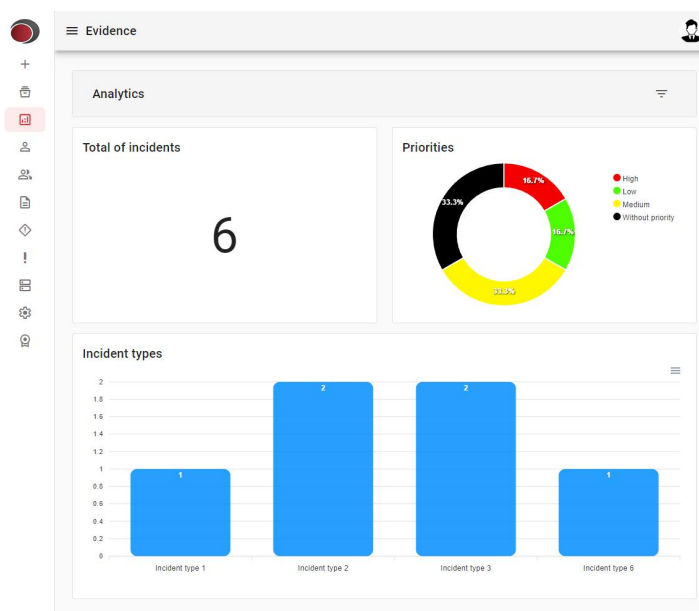 Evidence
Analytics
Total of incidents
6
Priorities
16.7%
16.7%
33.3%
33.3%
High
Low
Medium
Without priority
Incident types
2
1.8
1.6
1.4
1.2
1
0.8
0.6
0.4
0.2
0
1
2
2
1
Incident type 1
Incident type 2
Incident type 3
Incident type 6